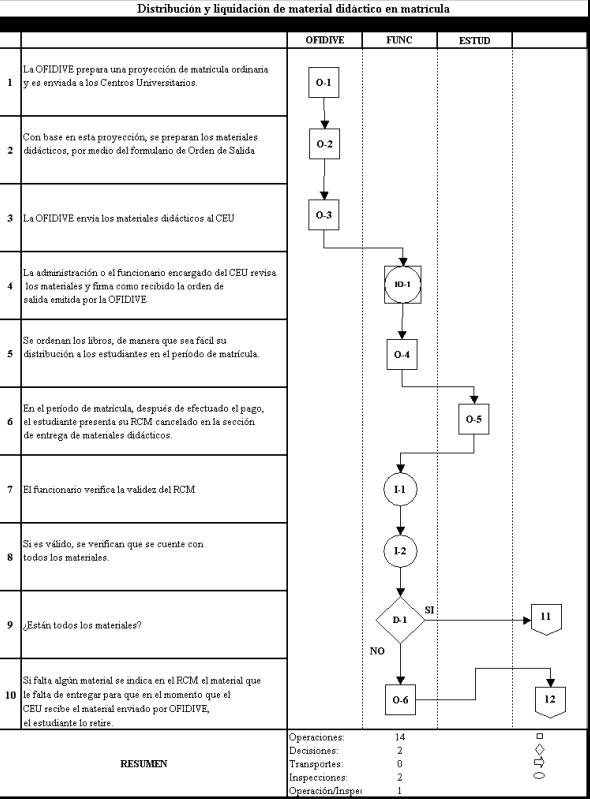 Distribución y liquidación de material didáctico en matrícula
OFIDIVE FUNC ESTUD
1 La OFIDIVE prepara una proyección de matrícula ordinaria
y es enviada a los Centros Universitarios.
O-1
2 Con base en esta proyección, se preparan los materiales
didácticos, por medio del formulario de Orden de Salida
O-2
3 La OFIDIVE envía los materiales didácticos al CEU
O-3
4 La administración o el funcionario encargado del CEU revisa
los materiales y firma como recibido la orden de
salida emitida por la OFIDIVE
IO-1
5 Se ordenan los libros, de manera que sea fácil su
distribución a los estudiantes en el período de matrícula.
O-4
6 En el período de matrícula, después de efectuado el pago,
el estudiante presenta su RCM cancelado en la sección
de entrega de materiales didácticos.
O-5
7 El funcionario verifica la validez del RCM
I-1
8 Si es válido, se verifican que se cuente con
todos los materiales.
I-2
9 ¿Están todos los materiales?
D-1 SI 11
NO
10 Si falta algún material se indica en el RCM el material que
le falta de entregar para que en el momento que el
CEU recibe el material enviado por OFIDIVE,
el estudiante lo retire.
O-6 12
RESUMEN
Operaciones: 14
Decisiones: 2
Transportes: 0
Inspecciones: 2
Operación/Inspec 1